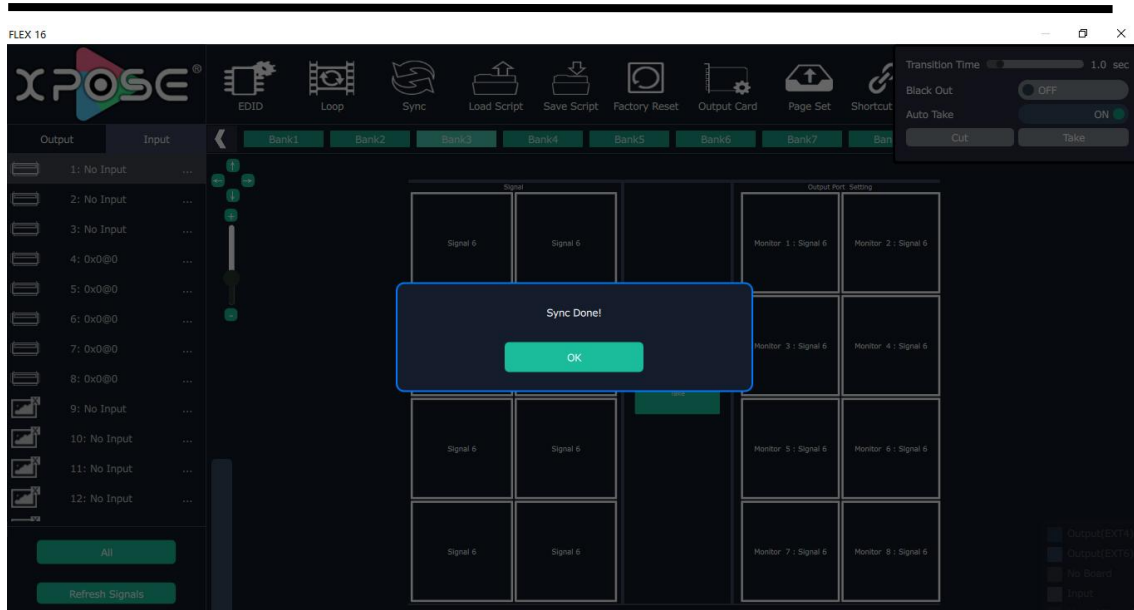 FLEX 16
XPOSE®
EDID
Loop
Sync
Load Script
Save Script
Factory Reset
Output Card
Page Set
Shortcut
Transition Time
1.0 sec
Black Out
OFF
Auto Take
ON
Cut
Take
Output
Input
Bank1
Bank2
Bank3
Bank4
Bank5
Bank6
Bank7
Ban
1: No Input ...
2: No Input ...
3: No Input ...
4: 0x0@0 ...
5: 0x0@0 ...
6: 0x0@0 ...
7: 0x0@0 ...
8: 0x0@0 ...
9: No Input ...
10: No Input ...
11: No Input ...
12: No Input ...
All
Refresh Signals
Signal
Output Port Setting
Signal 6
Signal 6
Monitor 1 : Signal 6
Monitor 2 : Signal 6
Sync Done!
OK
Monitor 3 : Signal 6
Monitor 4 : Signal 6
Signal 6
Signal 6
Monitor 5 : Signal 6
Monitor 6 : Signal 6
Signal 6
Signal 6
Monitor 7 : Signal 6
Monitor 8 : Signal 6
Output(EXT4)
Output(EXT6)
No Board
Input